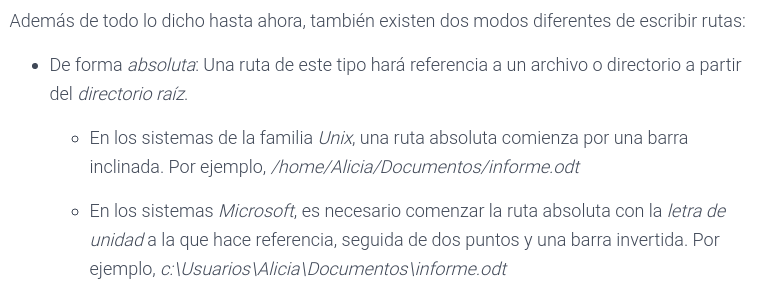 Además de todo lo dicho hasta ahora, también existen dos modos diferentes de escribir rutas:
• De forma absoluta: Una ruta de este tipo hará referencia a un archivo o directorio a partir
del directorio raíz.
◦ En los sistemas de la familia Unix, una ruta absoluta comienza por una barra
inclinada. Por ejemplo, /home/Alicia/Documentos/informe.odt
◦ En los sistemas Microsoft, es necesario comenzar la ruta absoluta con la letra de
unidad a la que hace referencia, seguida de dos puntos y una barra invertida. Por
ejemplo, c:\Usuarios\Alicia\Documentos\informe.odt